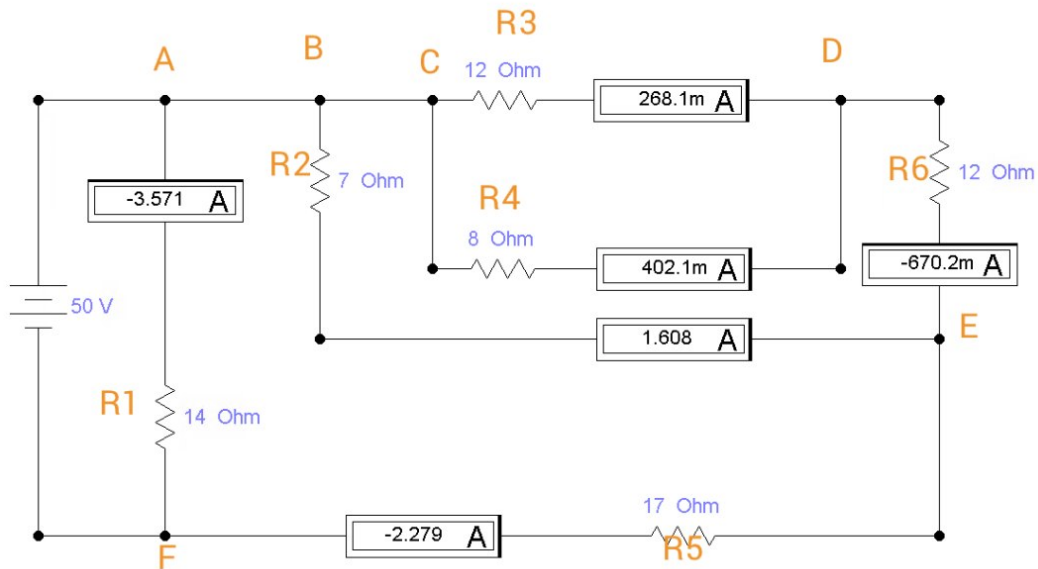 R3
B
A
C
D
12 Ohm
268.1m A
R2
7 Ohm
R6
12 Ohm
-3.571 A
R4
8 Ohm
402.1m A
-670.2m A
50 V
1.608 A
E
R1
14 Ohm
17 Ohm
-2.279 A
R5
F